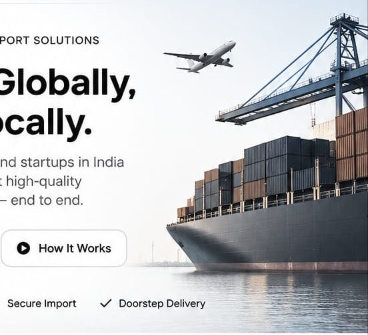 PORT SOLUTIONS
Globally,
ocally.
nd startups in India
t high-quality
– end to end.
How It Works
Secure Import
Doorstep Delivery